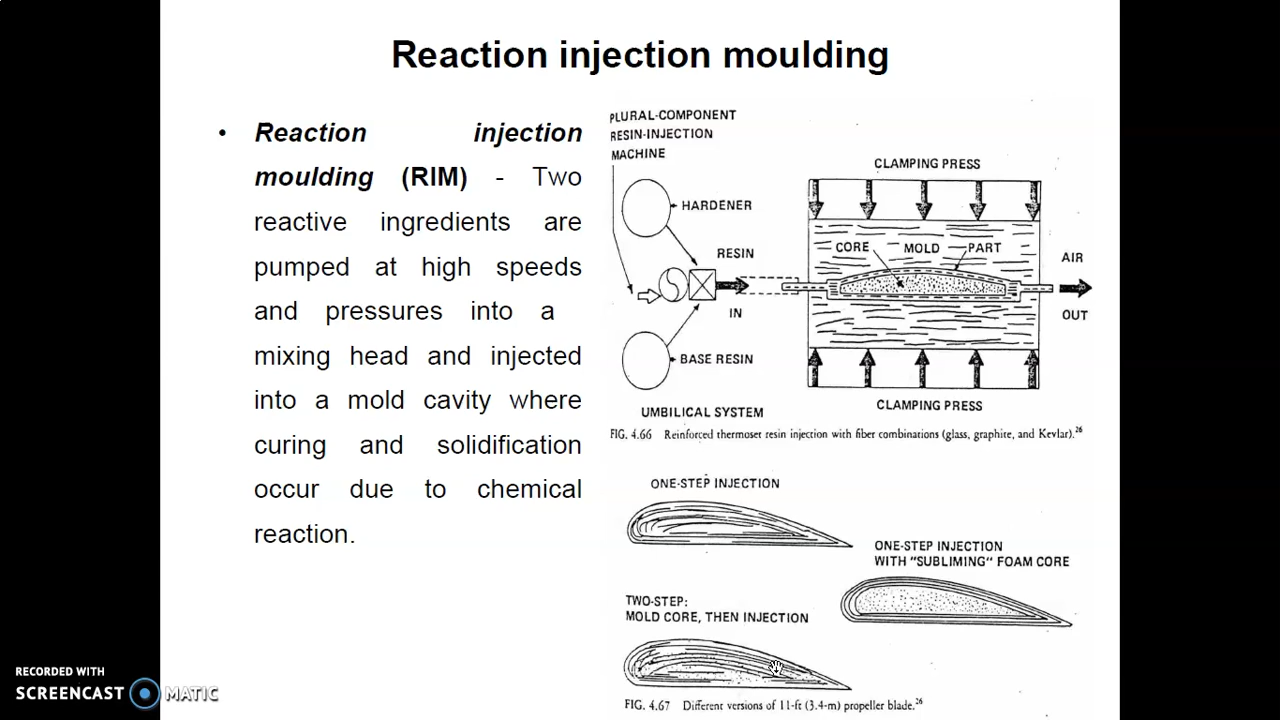 Reaction injection moulding
• Reaction injection
moulding (RIM) - Two
reactive ingredients are
pumped at high speeds
and pressures into a
mixing head and injected
into a mold cavity where
curing and solidification
occur due to chemical
reaction.
PLURAL-COMPONENT
RESIN-INJECTION
MACHINE
HARDENER
RESIN
IN
BASE RESIN
UMBILICAL SYSTEM
CLAMPING PRESS
CORE MOLD PART
AIR
OUT
CLAMPING PRESS
FIG. 4.66 Reinforced thermoset resin injection with fiber combinations (glass, graphite, and Kevlar).26
ONE-STEP INJECTION
ONE-STEP INJECTION
WITH "SUBLIMING" FOAM CORE
TWO-STEP:
MOLD CORE, THEN INJECTION
FIG. 4.67 Different versions of 11-ft (3.4-m) propeller blade.26
RECORDED WITH
SCREENCAST MATIC